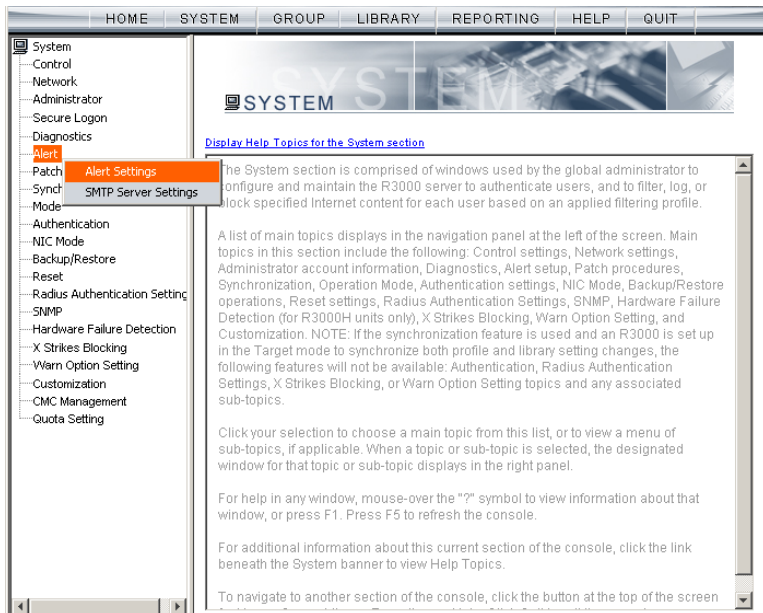 HOME SYSTEM GROUP LIBRARY REPORTING HELP QUIT
System
Control
Network
Administrator
Secure Logon
Diagnostics
Alert
Patch
Synch
Mode
Authentication
NIC Mode
Backup/Restore
Reset
Radius Authentication Setting
SNMP
Hardware Failure Detection
X Strikes Blocking
Warn Option Setting
Customization
CMC Management
Quota Setting
Alert Settings
SMTP Server Settings
SYSTEM
SYSTEM
Display Help Topics for the System section
The System section is comprised of windows used by the global administrator to
configure and maintain the R3000 server to authenticate users, and to filter, log, or
block specified Internet content for each user based on an applied filtering profile.
A list of main topics displays in the navigation panel at the left of the screen. Main
topics in this section include the following: Control settings, Network settings,
Administrator account information, Diagnostics, Alert setup, Patch procedures,
Synchronization, Operation Mode, Authentication settings, NIC Mode, Backup/Restore
operations, Reset settings, Radius Authentication Settings, SNMP, Hardware Failure
Detection (for R3000H units only), X Strikes Blocking, Warn Option Setting, and
Customization. NOTE: If the synchronization feature is used and an R3000 is set up
in the Target mode to synchronize both profile and library setting changes, the
following features will not be available: Authentication, Radius Authentication
Settings, X Strikes Blocking, or Warn Option Setting topics and any associated
sub-topics.
Click your selection to choose a main topic from this list, or to view a menu of
sub-topics, if applicable. When a topic or sub-topic is selected, the designated
window for that topic or sub-topic displays in the right panel.
For help in any window, mouse-over the "?" symbol to view information about that
window, or press F1. Press F5 to refresh the console.
For additional information about this current section of the console, click the link
beneath the System banner to view Help Topics.
To navigate to another section of the console, click the button at the top of the screen